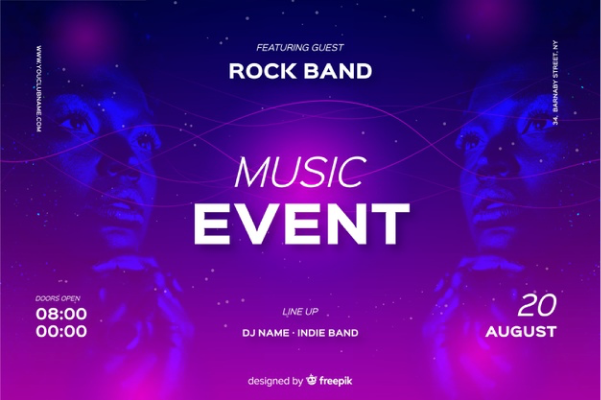 FEATURING GUEST
ROCK BAND
WWW.YOUCLUBNAME.COM
34, BARNABY STREET, NY
MUSIC
EVENT
DOORS OPEN
08:00
00:00
LINE UP
DJ NAME - INDIE BAND
20
AUGUST
designed by freepik